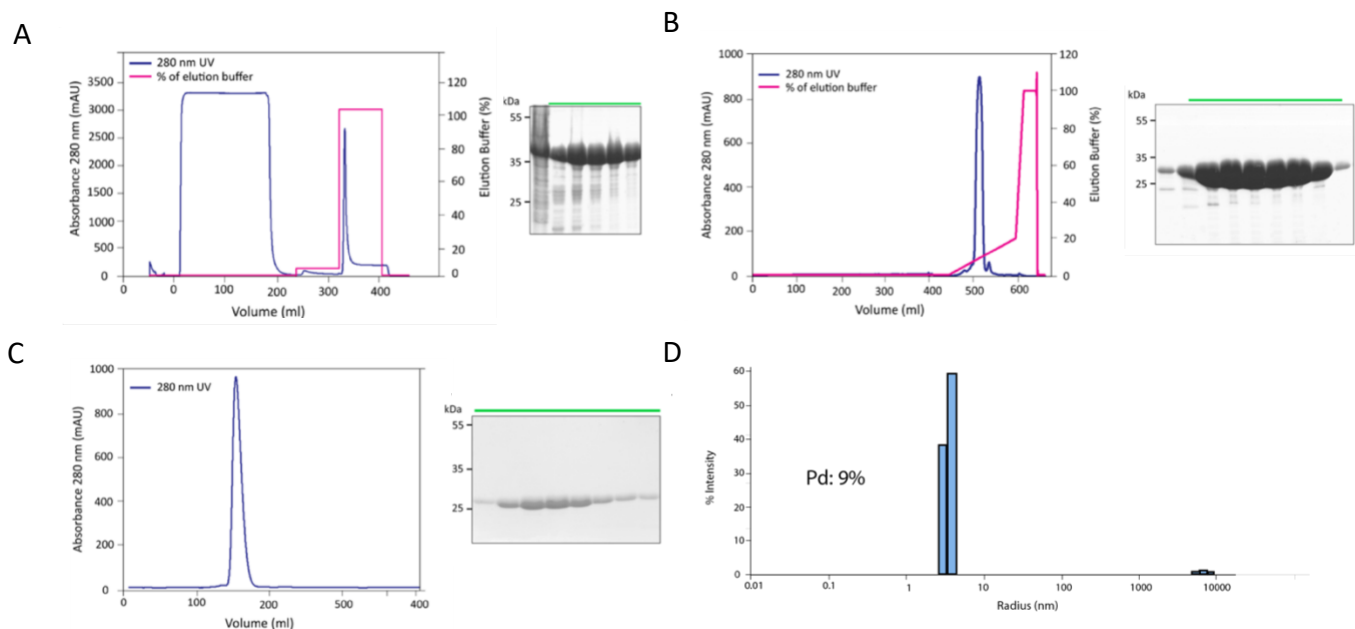 A
280 nm UV
% of elution buffer
Absorbance 280 nm (mAU)
3500
3000
2500
2000
1500
1000
500
0
120
100
80
60
40
20
0
Elution Buffer (%)
0 0 100 200 300 400
Volume (ml)
kDa
55
35
25
B
280 nm UV
% of elution buffer
Absorbance 280 nm (mAU)
1000
800
600
400
200
0
120
100
80
60
40
20
0
Elution Buffer (%)
0 100 200 300 400 500 600
Volume (ml)
kDa
55
35
25
C
280 nm UV
Absorbance 280 nm (mAU)
1000
800
600
400
200
0
0 100 200 500 400
Volume (ml)
kDa
55
35
25
D
Pd: 9%
% Intensity
60
50
40
30
20
10
0
0.01 0.1 1 10 100 1000 10000
Radius (nm)